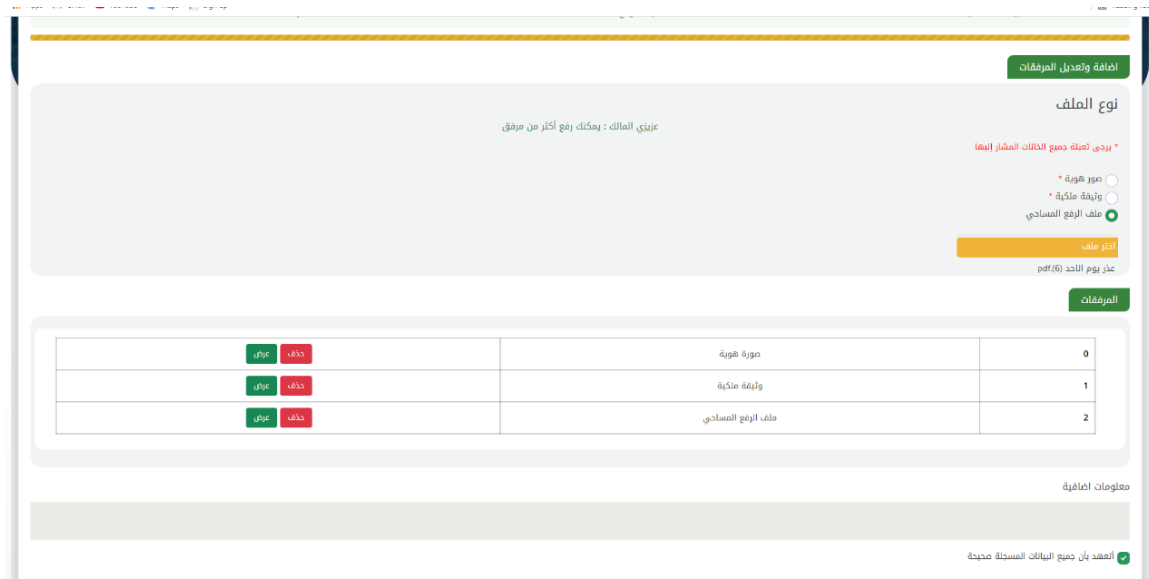 اضافة وتعديل المرفقات
نوع الملف
عزيزي المالك : يمكنك رفع أكثر من مرفق
* يرجى تعبئة جميع الخانات المشار إليها
صور هوية *
وثيقة ملكية *
ملف الرفع المساحي
اختر ملف
عذر يوم الاحد (6).pdf
المرفقات
0 صورة هوية حذف عرض
1 وثيقة ملكية حذف عرض
2 ملف الرفع المساحي حذف عرض
معلومات اضافية
أتعهد بأن جميع البيانات المسجلة صحيحة